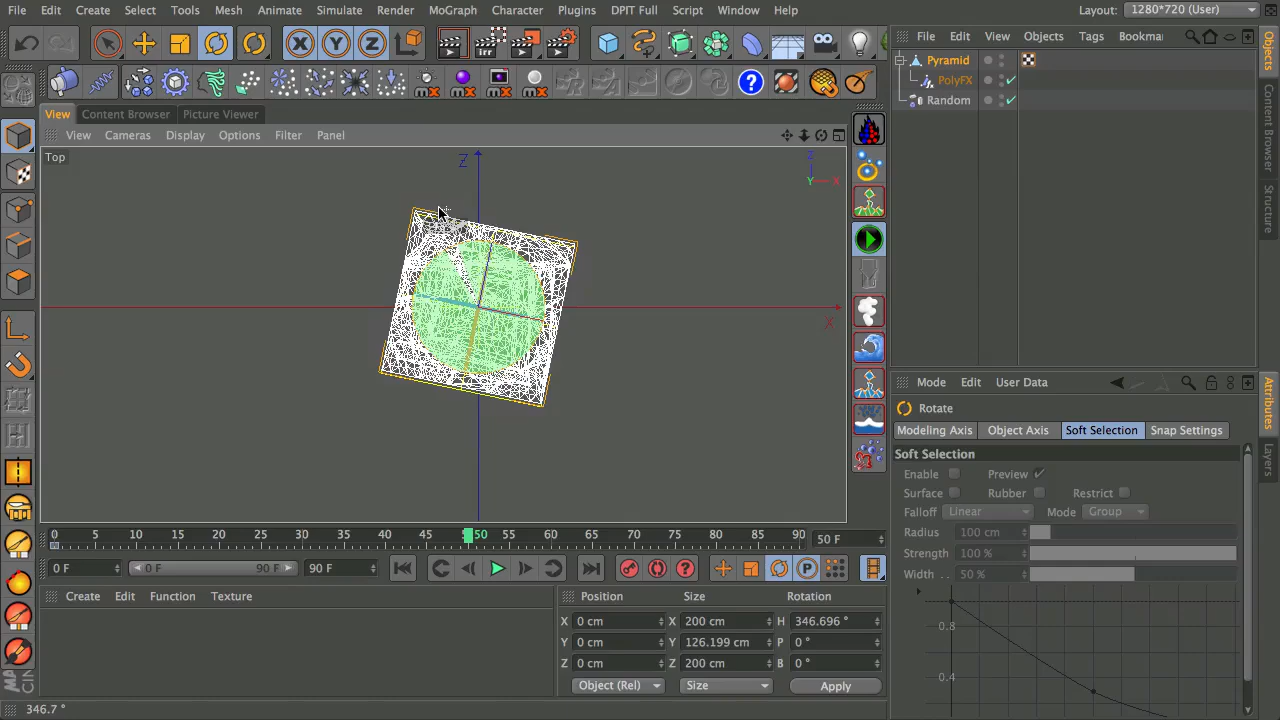 File Edit Create Select Tools Mesh Animate Simulate Render MoGraph Character Plugins DPIT Full Script Window Help Layout: 1280*720 (User)
File Edit View Objects Tags Bookma
View Content Browser Picture Viewer
View Cameras Display Options Filter Panel
Pyramid
PolyFX
Random
Objects
Content Browser
Structure
Top
Z
X
Z
Y
X
Mode Edit User Data
Rotate
Modeling Axis Object Axis Soft Selection Snap Settings
Soft Selection
Enable Preview
Surface Rubber Restrict
Falloff Linear Mode Group
Radius 100 cm
Strength 100 %
Width 50 %
0.8
0.4
Attributes
Layers
0 5 10 15 20 25 30 35 40 45 50 55 60 65 70 75 80 85 90 50 F
0 F 0 F 90 F 90 F
Create Edit Function Texture
Position Size Rotation
X 0 cm X 200 cm H 346.696 °
Y 0 cm Y 126.199 cm P 0 °
Z 0 cm Z 200 cm B 0 °
Object (Rel) Size Apply
346.7 °